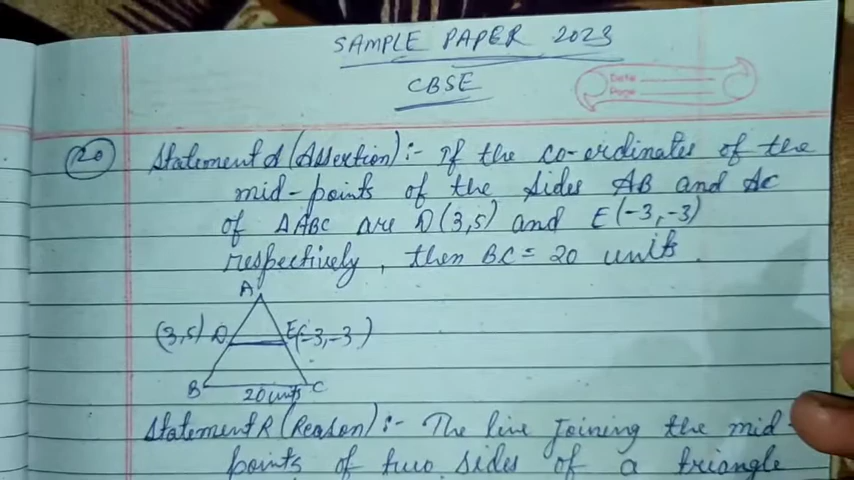 SAMPLE PAPER 2023
CBSE
Date
Page
20 Statement A (Assertion) :- If the co-ordinates of the
mid-points of the sides AB and AC
of ΔABC are D(3,5) and E(-3,-3)
respectively, then BC = 20 units.
A
(3,5) D E(-3,-3)
B 20 units C
Statement R (Reason) :- The line joining the mid-
points of two sides of a triangle